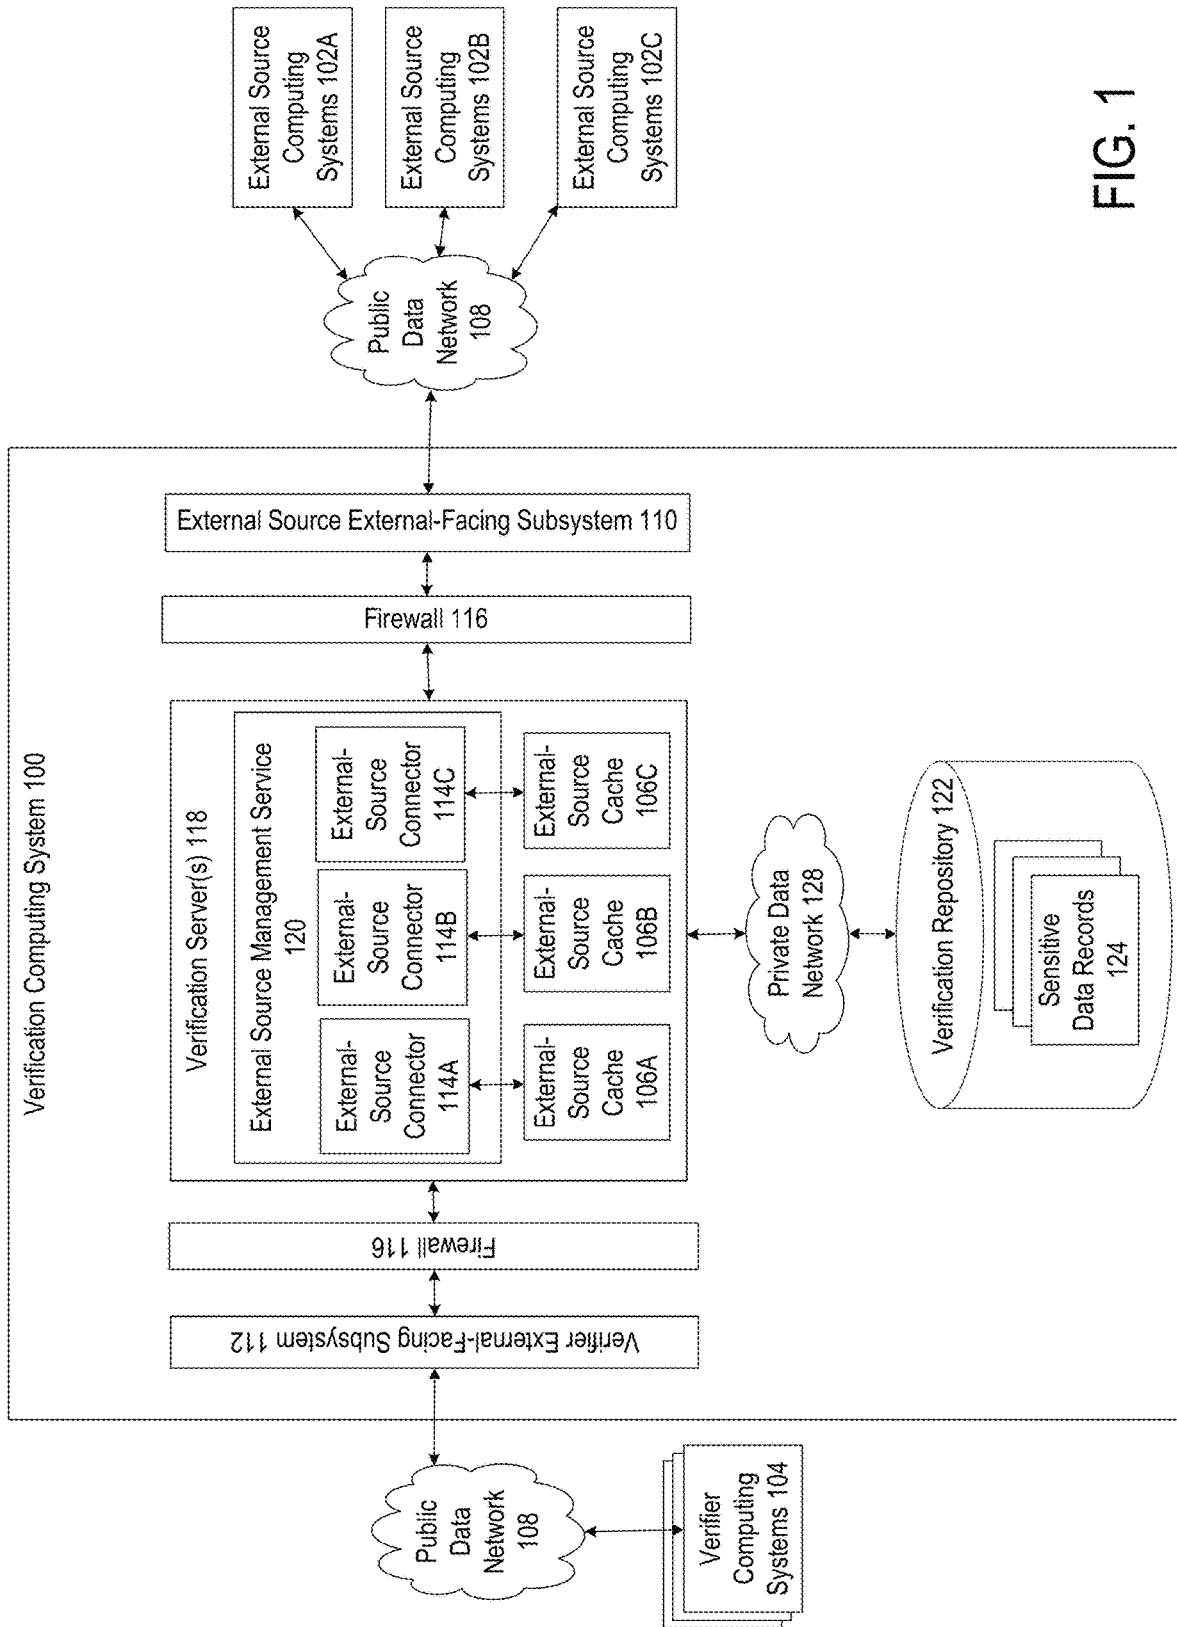 Verification Computing System 100
Public
Data
Network
108
Verifier
Computing
Systems 104
Verifier External-Facing Subsystem 112
Firewall 116
Verification Server(s) 118
External Source Management Service
120
External-
Source
Connector
114A
External-
Source
Connector
114B
External-
Source
Connector
114C
External-
Source
Cache
106A
External-
Source
Cache
106B
External-
Source
Cache
106C
Private Data
Network 128
Verification Repository 122
Sensitive
Data Records
124
Firewall 116
External Source External-Facing Subsystem 110
Public
Data
Network
108
External Source
Computing
Systems 102A
External Source
Computing
Systems 102B
External Source
Computing
Systems 102C
FIG. 1